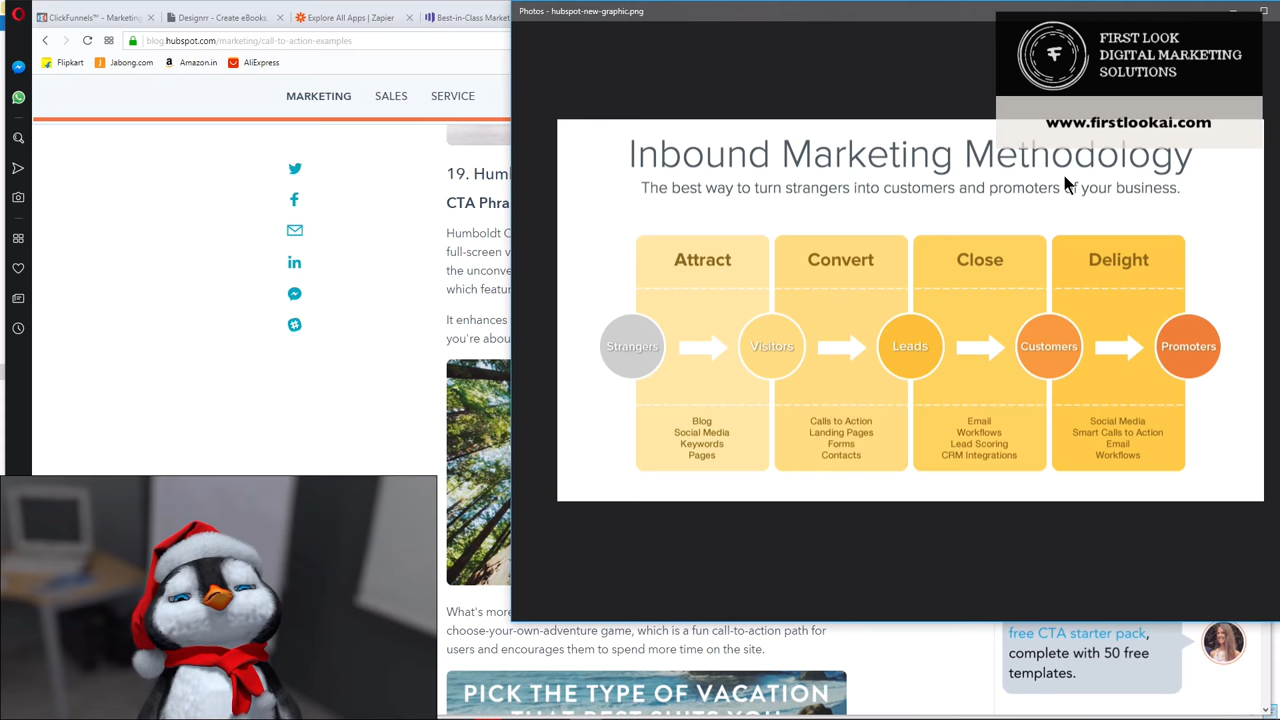 ClickFunnels™ - Marketing
Designrr - Create eBooks,
Explore All Apps | Zapier
Best-in-Class Market
blog.hubspot.com/marketing/call-to-action-examples
Flipkart
Jabong.com
Amazon.in
AliExpress
MARKETING SALES SERVICE
19. Humb
CTA Phra
Humboldt C
full-screen v
the unconve
which featur
It enhances
you're abou
What's more
choose-your-own-adventure game, which is a fun call-to-action path for
users and encourages them to spend more time on the site.
PICK THE TYPE OF VACATION
THAT BEST SUITS YOU
Photos - hubspot-new-graphic.png
FIRST LOOK
DIGITAL MARKETING
SOLUTIONS
www.firstlookai.com
Inbound Marketing Methodology
The best way to turn strangers into customers and promoters of your business.
Attract Convert Close Delight
Strangers Visitors Leads Customers Promoters
Blog
Social Media
Keywords
Pages
Calls to Action
Landing Pages
Forms
Contacts
Email
Workflows
Lead Scoring
CRM Integrations
Social Media
Smart Calls to Action
Email
Workflows
free CTA starter pack,
complete with 50 free
templates.